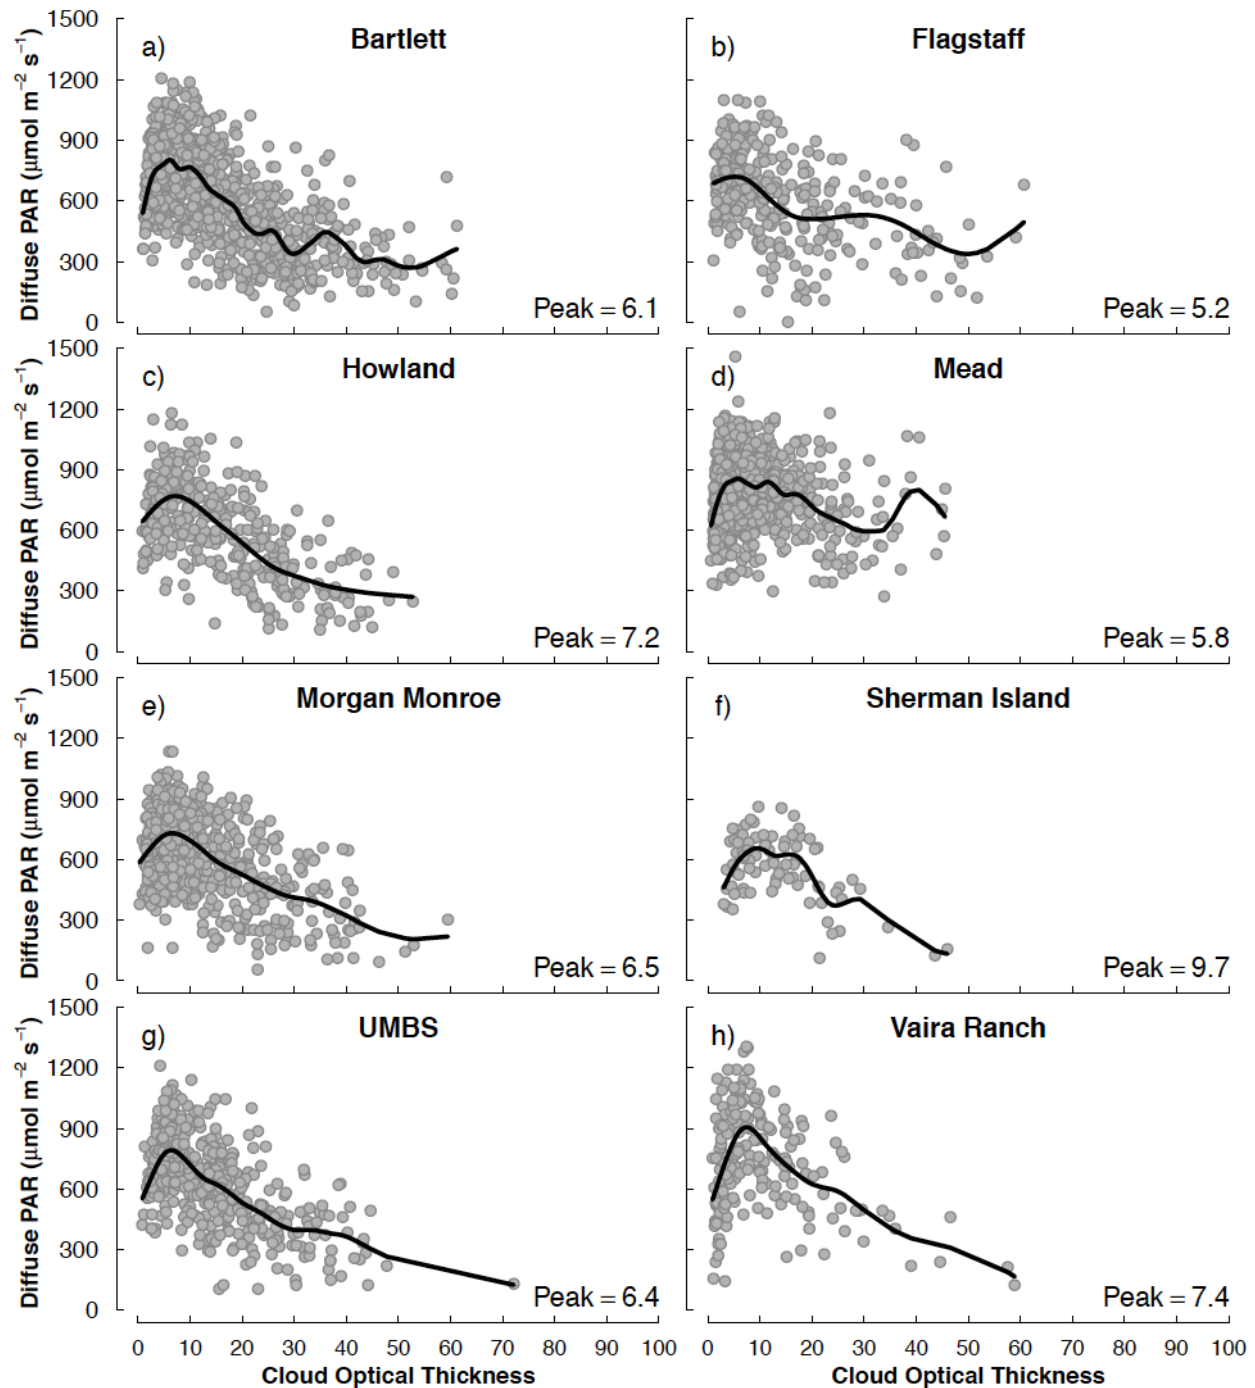 a) Bartlett
b) Flagstaff
Diffuse PAR (μmol m⁻² s⁻¹)
1500
1200
900
600
300
0
Peak = 6.1
Peak = 5.2
c) Howland
d) Mead
Diffuse PAR (μmol m⁻² s⁻¹)
1500
1200
900
600
300
0
Peak = 7.2
Peak = 5.8
e) Morgan Monroe
f) Sherman Island
Diffuse PAR (μmol m⁻² s⁻¹)
1500
1200
900
600
300
0
Peak = 6.5
Peak = 9.7
g) UMBS
h) Vaira Ranch
Diffuse PAR (μmol m⁻² s⁻¹)
1500
1200
900
600
300
0
Peak = 6.4
Peak = 7.4
0 10 20 30 40 50 60 70 80 90 100
0 10 20 30 40 50 60 70 80 90 100
Cloud Optical Thickness
Cloud Optical Thickness